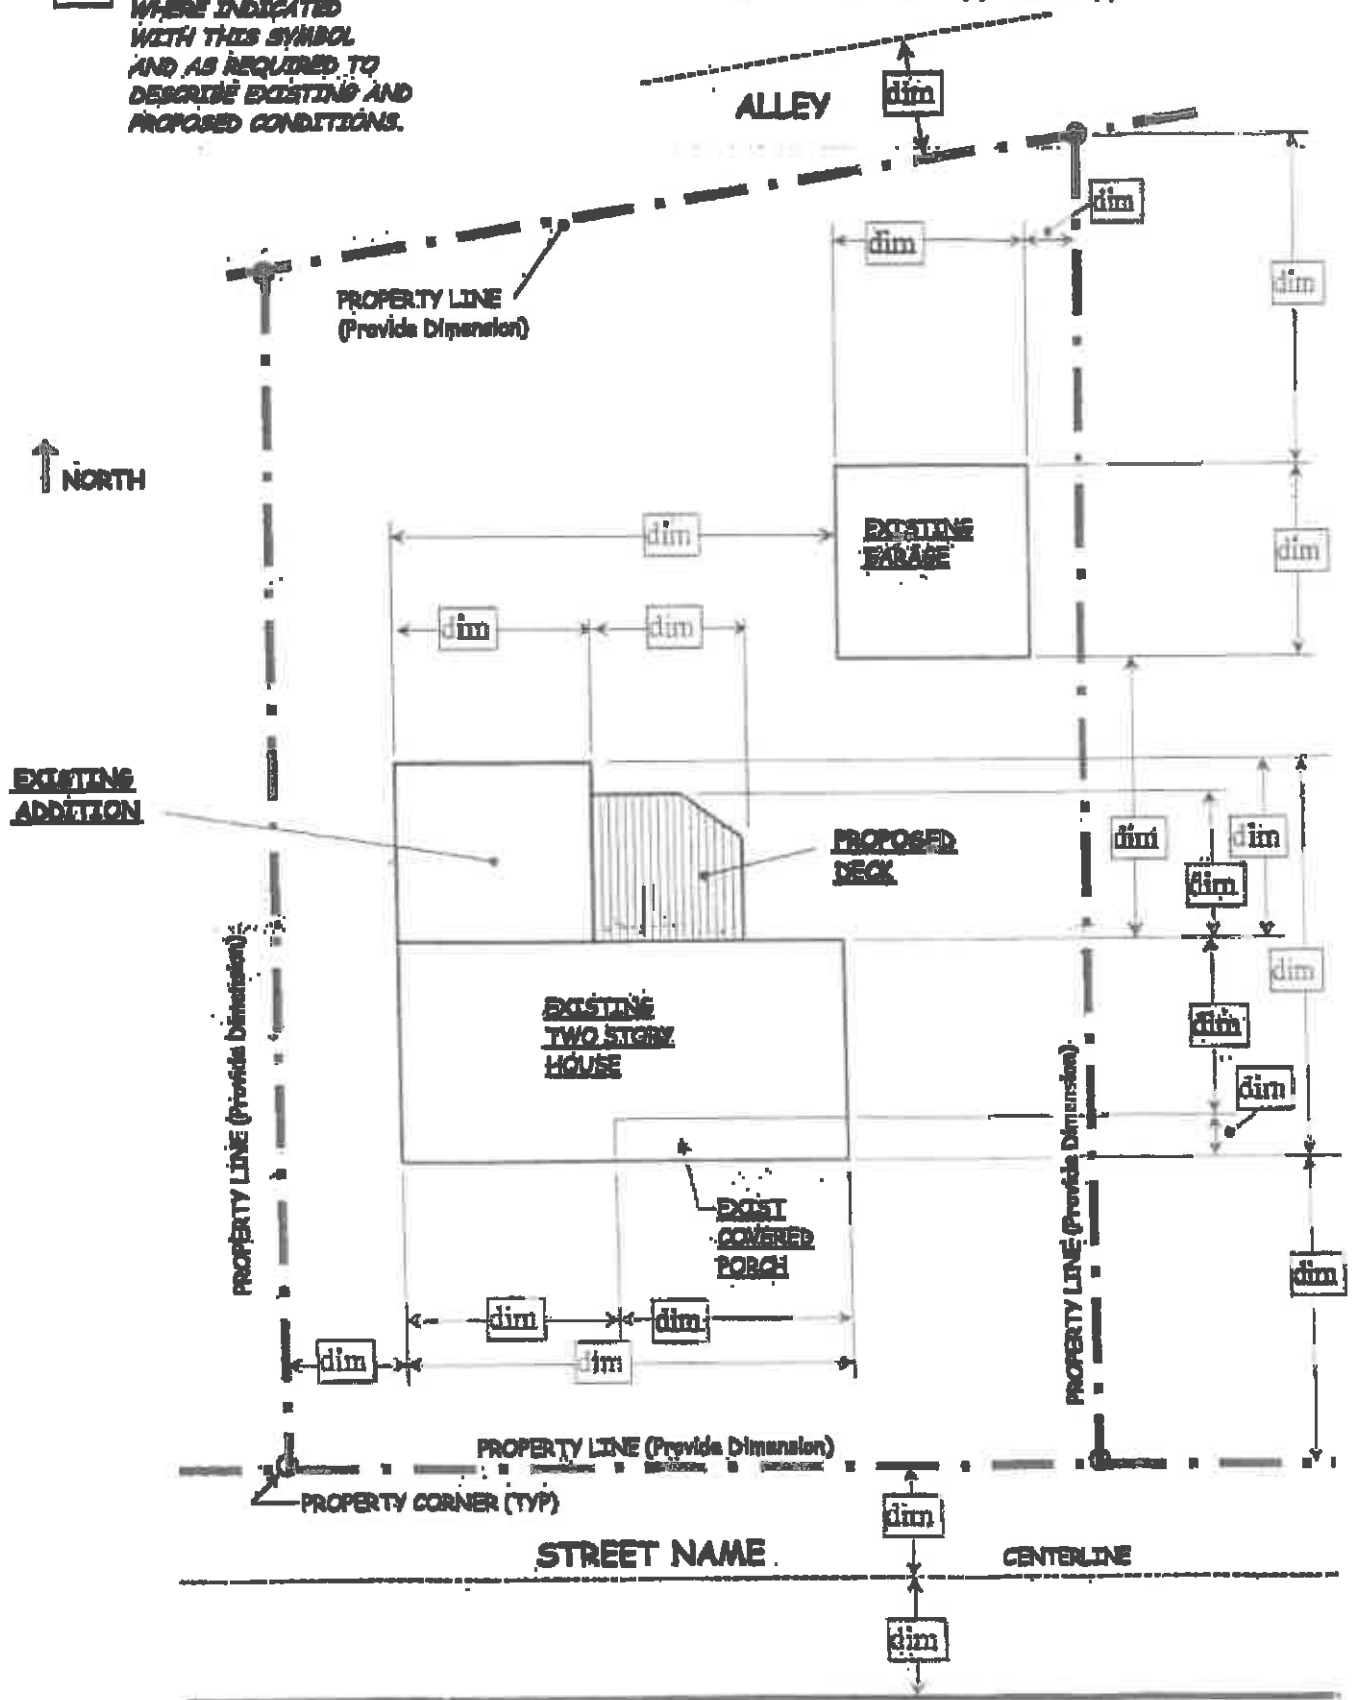 WHERE INDICATED
WITH THIS SYMBOL
AND AS REQUIRED TO
DESCRIBE EXISTING AND
PROPOSED CONDITIONS.
ALLEY
dim
dim
dim
dim
PROPERTY LINE
(Provide Dimension)
NORTH
dim
EXISTING
GARAGE
dim
dim
dim
EXISTING
ADDITION
PROPOSED
DECK
dim
dim
dim
dim
PROPERTY LINE (Provide Dimension)
EXISTING
TWO STORY
HOUSE
dim
dim
PROPERTY LINE (Provide Dimension)
EXIST
COVERED
PORCH
dim
dim
dim
dim
dim
PROPERTY LINE (Provide Dimension)
PROPERTY CORNER (TYP)
dim
STREET NAME
CENTERLINE
dim